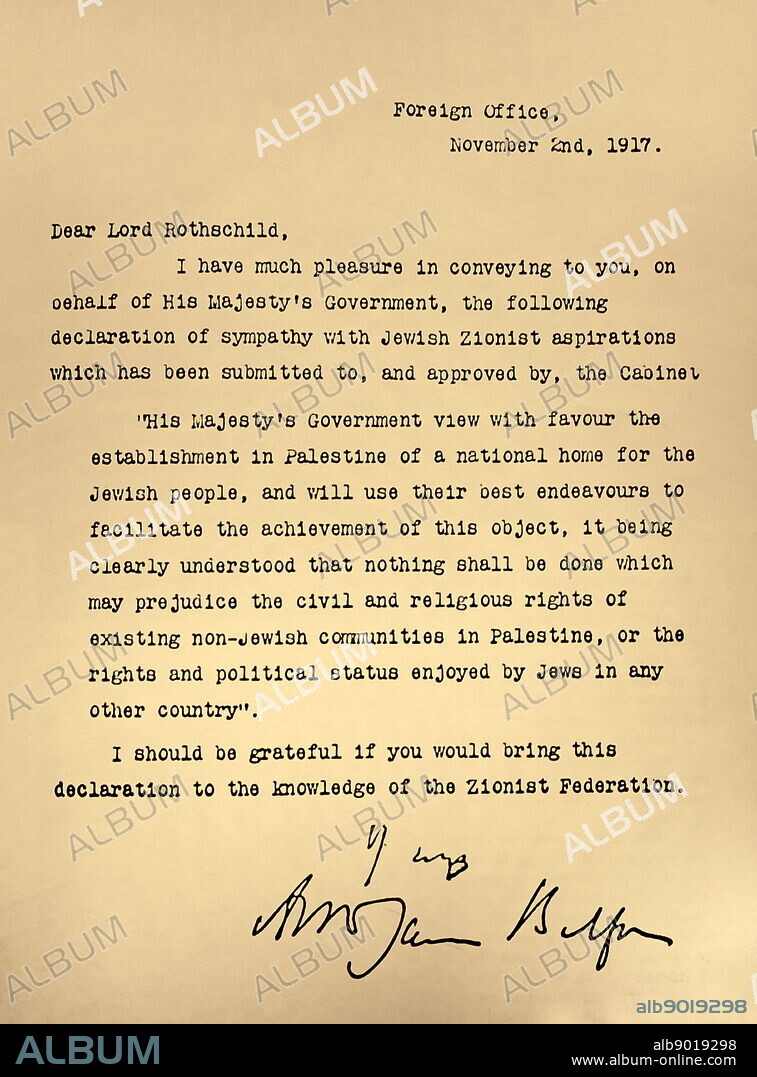 Foreign Office,
November 2nd, 1917.
Dear Lord Rothschild,
I have much pleasure in conveying to you, on
behalf of His Majesty's Government, the following
declaration of sympathy with Jewish Zionist aspirations
which has been submitted to, and approved by, the Cabinet
"His Majesty's Government view with favour the
establishment in Palestine of a national home for the
Jewish people, and will use their best endeavours to
facilitate the achievement of this object, it being
clearly understood that nothing shall be done which
may prejudice the civil and religious rights of
existing non-Jewish communities in Palestine, or the
rights and political status enjoyed by Jews in any
other country".
I should be grateful if you would bring this
declaration to the knowledge of the Zionist Federation.
Yours
Arthur James Balfour
alb9019298
ALBUM
alb9019298
www.album-online.com